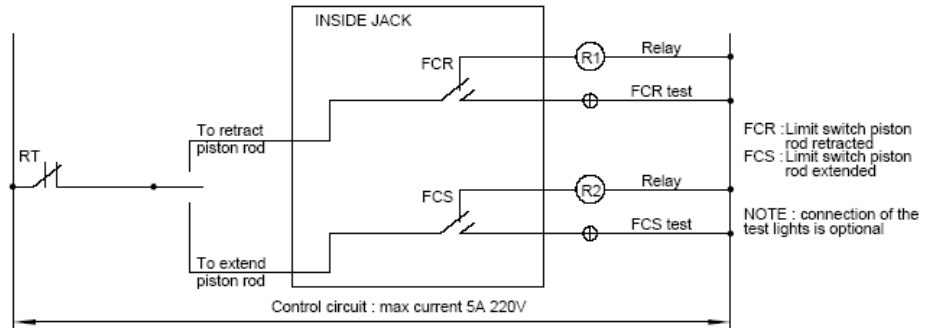 INSIDE JACK
R1
Relay
FCR
FCR test
To retract
piston rod
RT
FCR :Limit switch piston
rod retracted
FCS : Limit switch piston
rod extended
R2
Relay
FCS
FCS test
NOTE : connection of the
test lights is optional
To extend
piston rod
Control circuit : max current 5A 220V